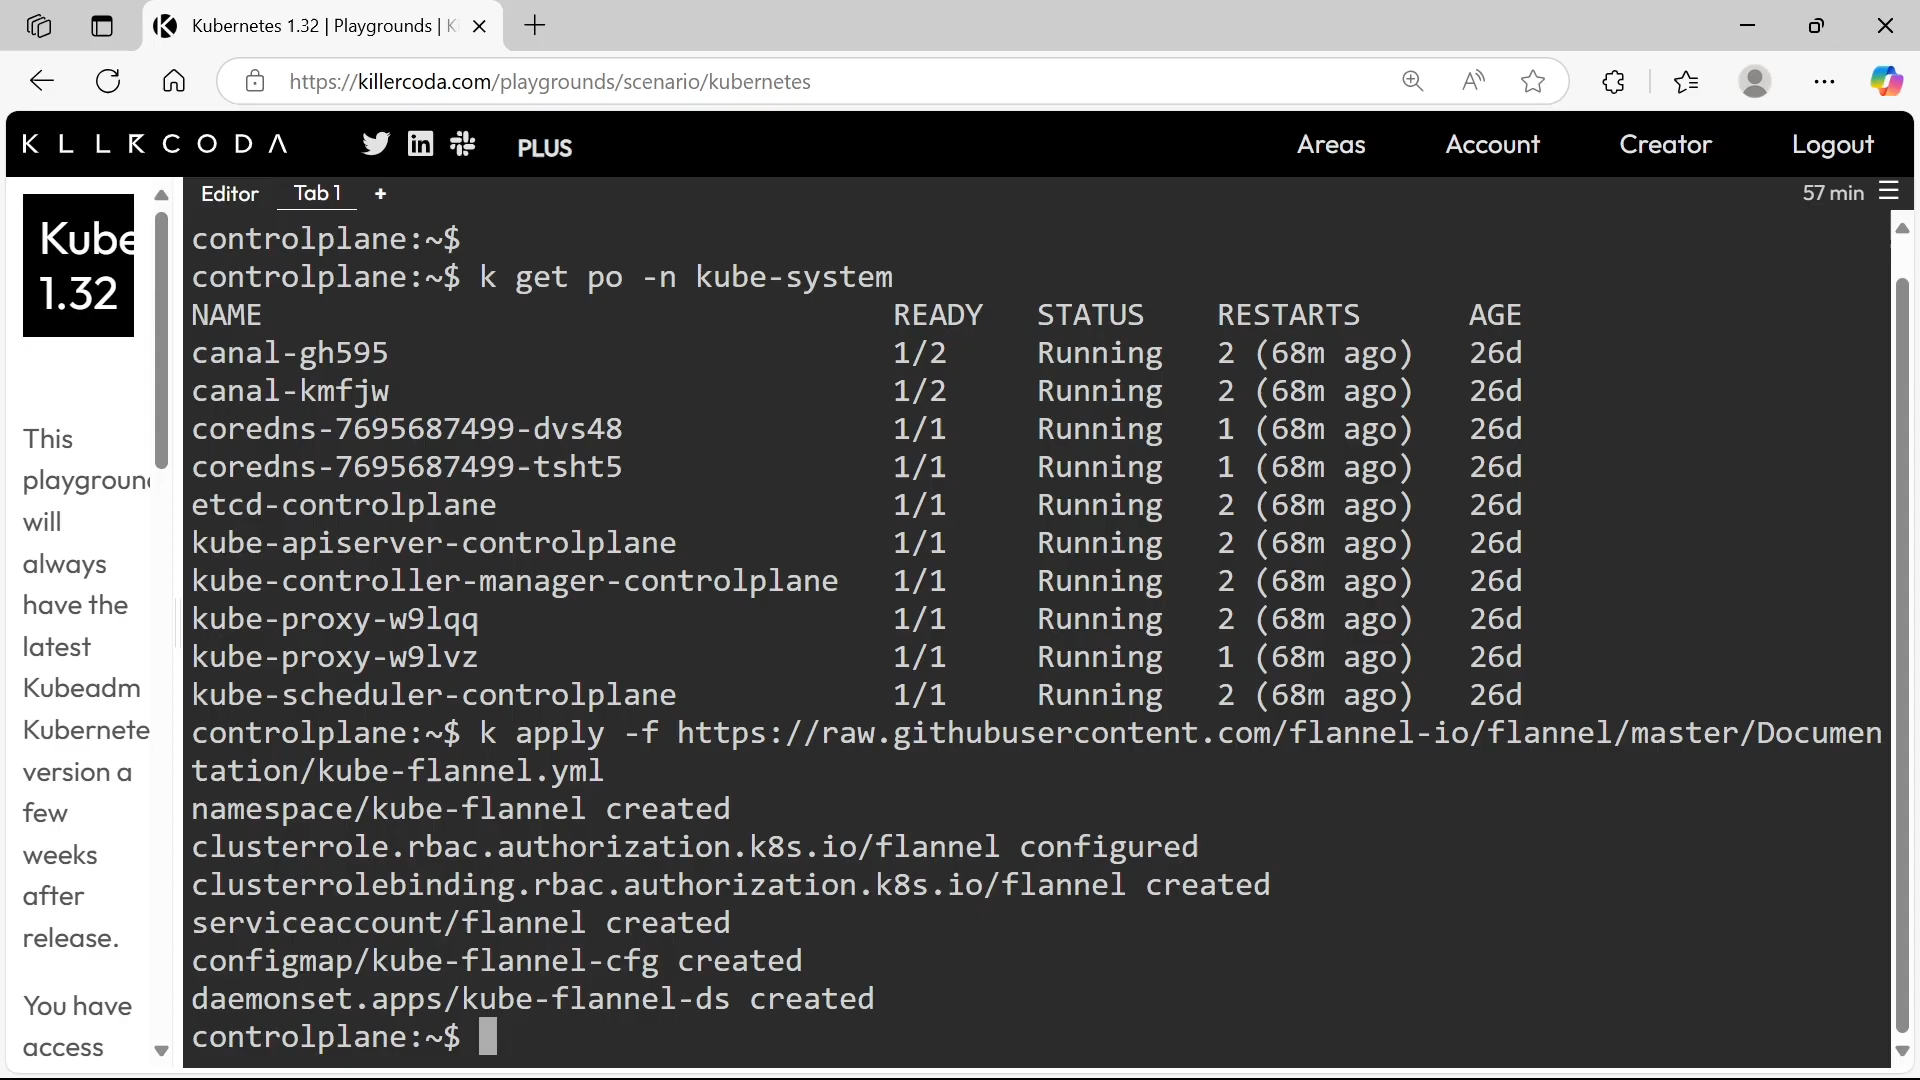 Kubernetes 1.32 | Playgrounds | K
https://killercoda.com/playgrounds/scenario/kubernetes
KILLERCODA
PLUS
Areas
Account
Creator
Logout
Kube
1.32
This
playgroun
will
always
have the
latest
Kubeadm
Kubernete
version a
few
weeks
after
release.
You have
access
Editor
Tab 1
+
57 min
controlplane:~$
controlplane:~$ k get po -n kube-system
NAME READY STATUS RESTARTS AGE
canal-gh595 1/2 Running 2 (68m ago) 26d
canal-kmfjw 1/2 Running 2 (68m ago) 26d
coredns-7695687499-dvs48 1/1 Running 1 (68m ago) 26d
coredns-7695687499-tsht5 1/1 Running 1 (68m ago) 26d
etcd-controlplane 1/1 Running 2 (68m ago) 26d
kube-apiserver-controlplane 1/1 Running 2 (68m ago) 26d
kube-controller-manager-controlplane 1/1 Running 2 (68m ago) 26d
kube-proxy-w9lqq 1/1 Running 2 (68m ago) 26d
kube-proxy-w9lvz 1/1 Running 1 (68m ago) 26d
kube-scheduler-controlplane 1/1 Running 2 (68m ago) 26d
controlplane:~$ k apply -f https://raw.githubusercontent.com/flannel-io/flannel/master/Documen
tation/kube-flannel.yml
namespace/kube-flannel created
clusterrole.rbac.authorization.k8s.io/flannel configured
clusterrolebinding.rbac.authorization.k8s.io/flannel created
serviceaccount/flannel created
configmap/kube-flannel-cfg created
daemonset.apps/kube-flannel-ds created
controlplane:~$